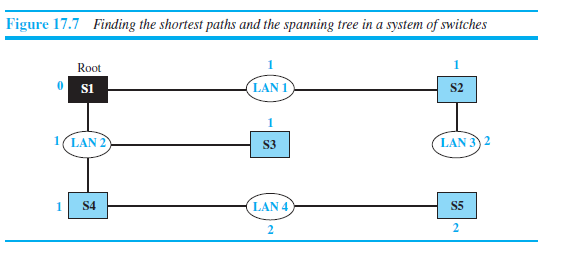 Figure 17.7 Finding the shortest paths and the spanning tree in a system of switches
Root
1
1
0
S1
LAN 1
S2
1
1
LAN 2
S3
LAN 3
2
1
S4
LAN 4
S5
2
2